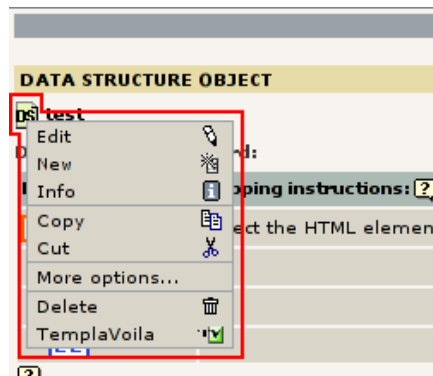 DATA STRUCTURE OBJECT
DS test
Edit
New
Info
pping instructions: ?
Copy
ect the HTML elemen
Cut
More options...
Delete
TemplaVoila
?